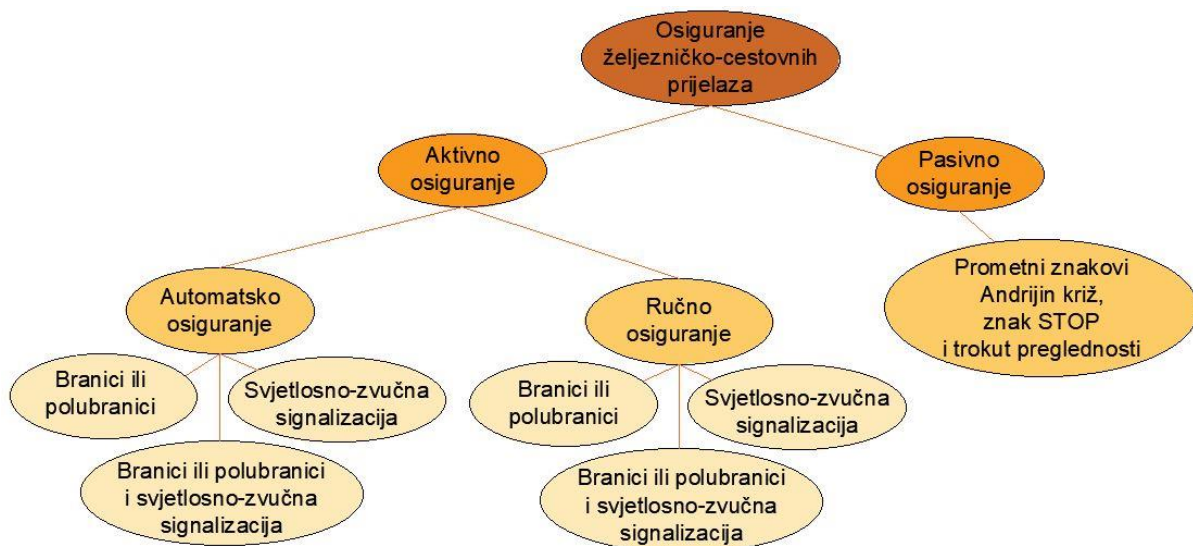 Osiguranje
željezničko-cestovnih
prijelaza
Aktivno
osiguranje
Pasivno
osiguranje
Automatsko
osiguranje
Ručno
osiguranje
Prometni znakovi
Andrijin križ,
znak STOP
i trokut preglednosti
Branici ili
polubranici
Svjetlosno-zvučna
signalizacija
Branici ili polubranici
i svjetlosno-zvučna
signalizacija
Branici ili
polubranici
Svjetlosno-zvučna
signalizacija
Branici ili polubranici
i svjetlosno-zvučna
signalizacija